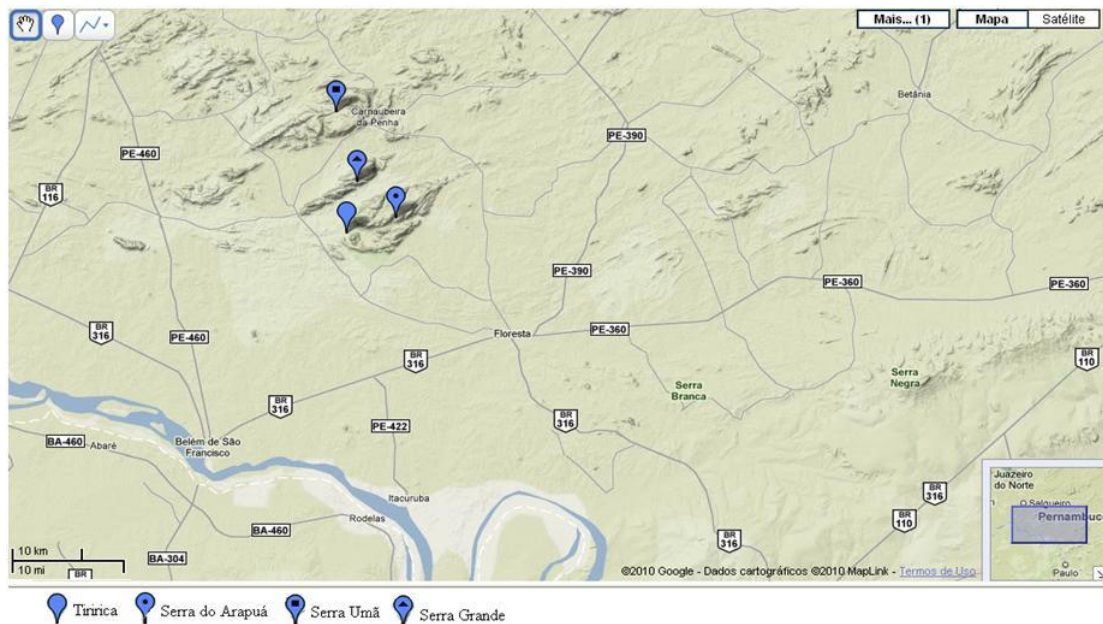 Mais... (1)
Mapa
Satélite
Betânia
Carnaubeira
da Penha
PE-390
PE-460
BR
116
PE-390
PE-360
PE-360
BR
316
PE-460
Floresta
PE-360
BR
316
BR
110
Serra
Branca
Serra
Negra
BR
316
PE-422
BR
316
BA-460
Abaré
Belém de São
Francisco
Itacuruba
Rodelas
BA-460
BR
316
BR
110
BR
316
Juazeiro
do Norte
Salgueiro
Pernambuco
Paulo
10 km
10 mi
BR
BA-304
©2010 Google - Dados cartográficos ©2010 MapLink - Termos de Uso
Tiririca
Serra do Arapuá
Serra Umã
Serra Grande